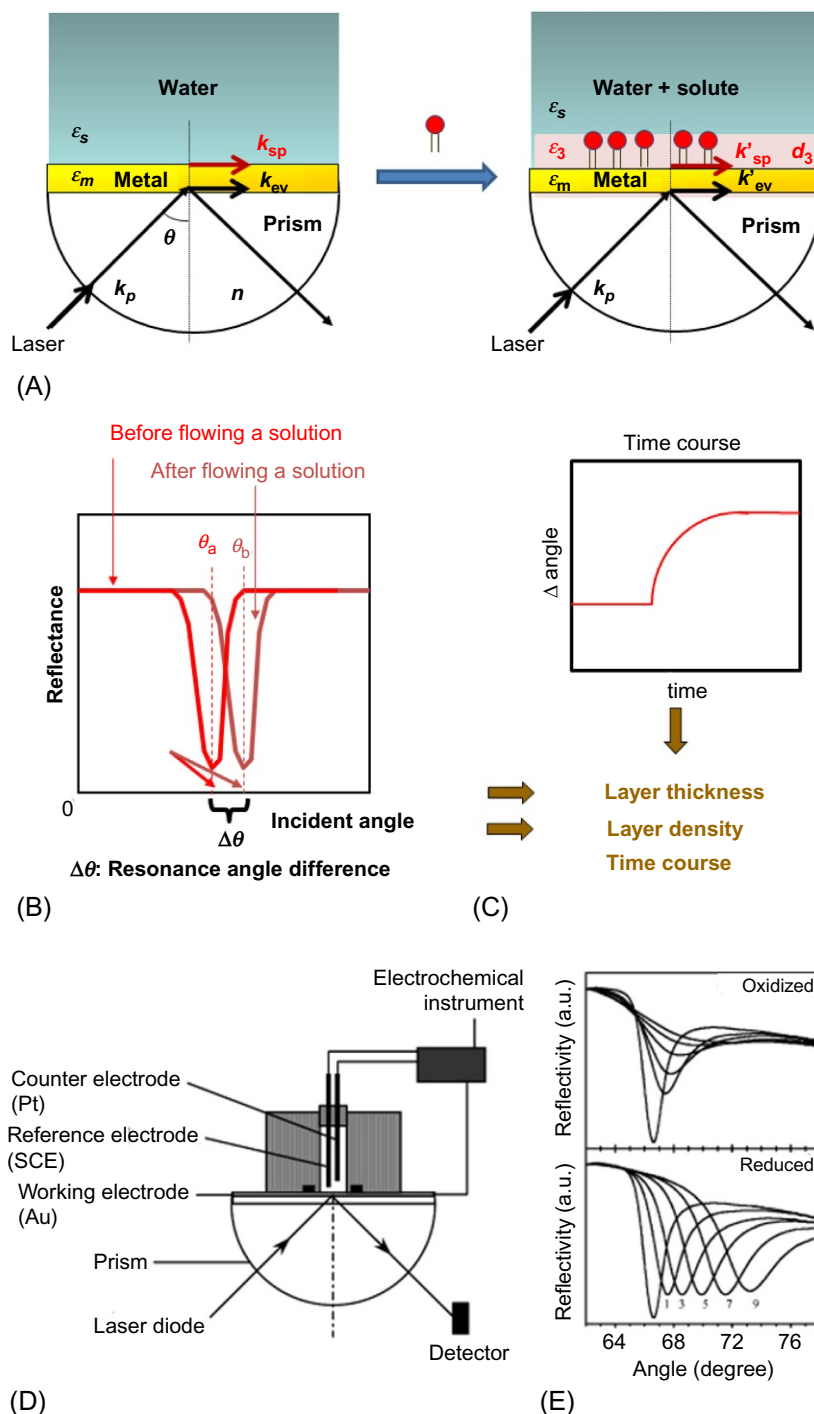 Water
Water + solute
εs
ksp
εm Metal
kev
θ
Prism
kp
n
Laser
εs
ε3
k'sp
d3
εm Metal
k'ev
Prism
kp
Laser
(A)
Before flowing a solution
After flowing a solution
θa
θb
Reflectance
0
Incident angle
Δθ
Δθ: Resonance angle difference
(B)
Time course
Δ angle
time
Layer thickness
Layer density
Time course
(C)
Electrochemical
instrument
Counter electrode
(Pt)
Reference electrode
(SCE)
Working electrode
(Au)
Prism
Laser diode
Detector
(D)
Oxidized
Reflectivity (a.u.)
Reduced
Reflectivity (a.u.)
1 3 5 7 9
64 68 72 76
Angle (degree)
(E)